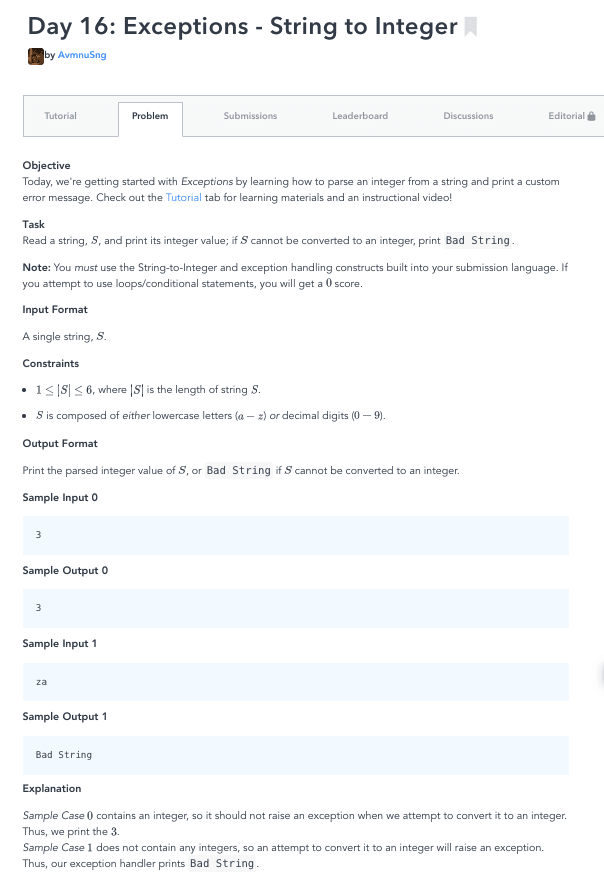 Day 16: Exceptions - String to Integer
by AvmnuSng
Tutorial Problem Submissions Leaderboard Discussions Editorial
Objective
Today, we're getting started with Exceptions by learning how to parse an integer from a string and print a custom
error message. Check out the Tutorial tab for learning materials and an instructional video!
Task
Read a string, S, and print its integer value; if S cannot be converted to an integer, print Bad String.
Note: You must use the String-to-Integer and exception handling constructs built into your submission language. If
you attempt to use loops/conditional statements, you will get a 0 score.
Input Format
A single string, S.
Constraints
• 1 ≤ |S| ≤ 6, where |S| is the length of string S.
• S is composed of either lowercase letters (a − z) or decimal digits (0 − 9).
Output Format
Print the parsed integer value of S, or Bad String if S cannot be converted to an integer.
Sample Input 0
3
Sample Output 0
3
Sample Input 1
za
Sample Output 1
Bad String
Explanation
Sample Case 0 contains an integer, so it should not raise an exception when we attempt to convert it to an integer.
Thus, we print the 3.
Sample Case 1 does not contain any integers, so an attempt to convert it to an integer will raise an exception.
Thus, our exception handler prints Bad String.